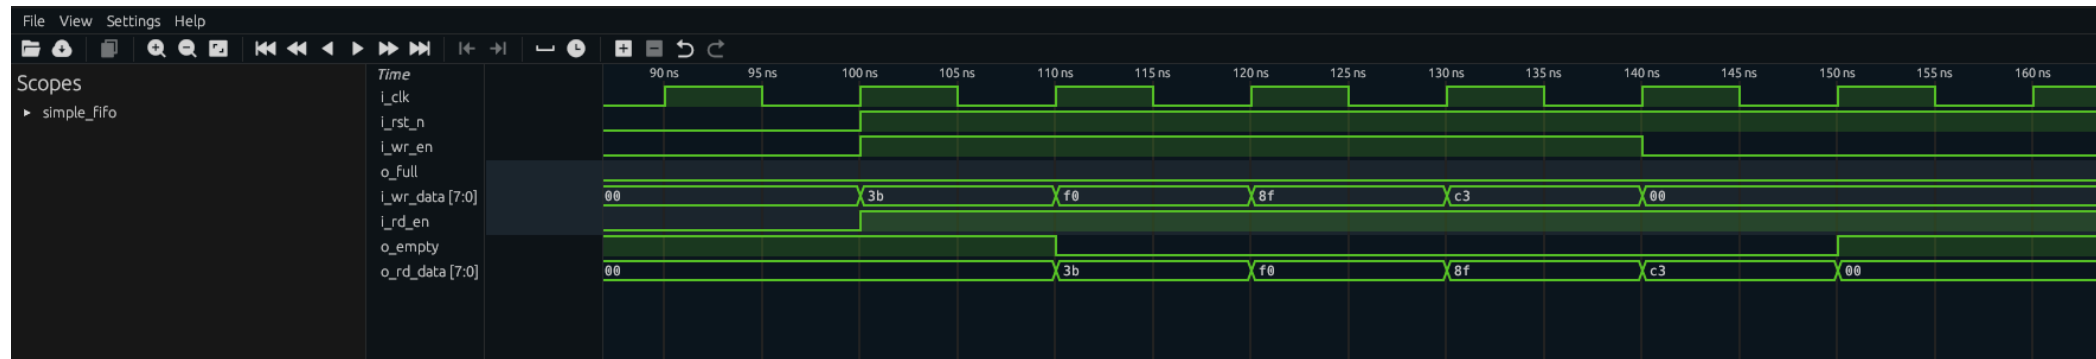 File View Settings Help
Scopes
simple_fifo
Time 90 ns 95 ns 100 ns 105 ns 110 ns 115 ns 120 ns 125 ns 130 ns 135 ns 140 ns 145 ns 150 ns 155 ns 160 ns
i_clk
i_rst_n
i_wr_en
o_full
i_wr_data [7:0] 00 3b f0 8f c3 00
i_rd_en
o_empty
o_rd_data [7:0] 00 3b f0 8f c3 00